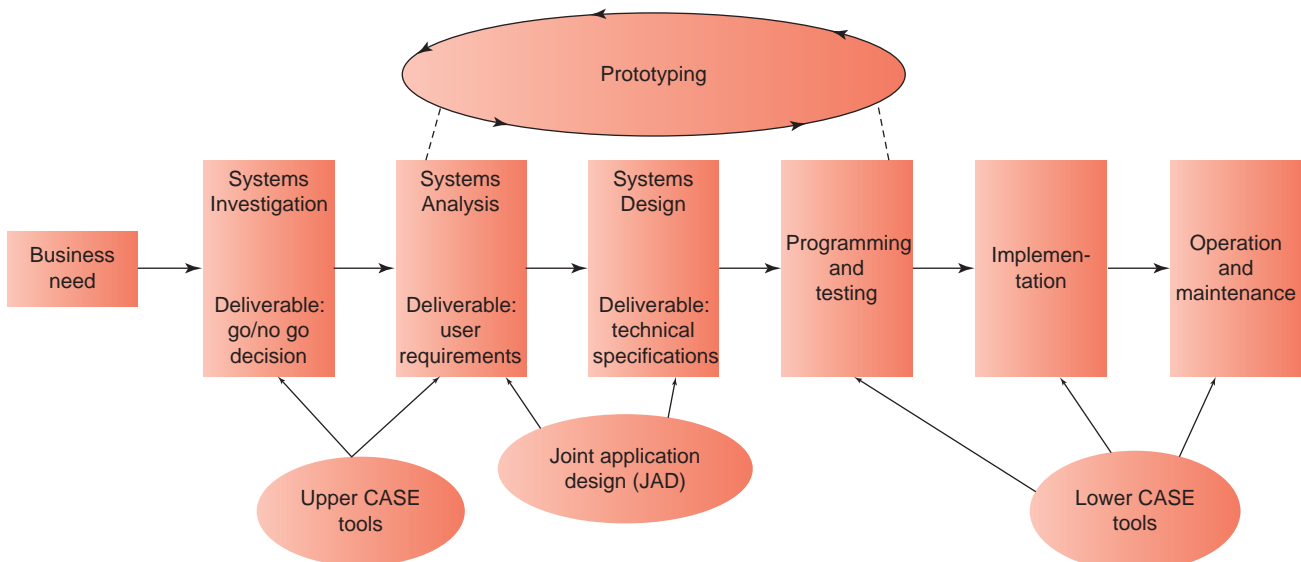 Prototyping
Business
need
Systems
Investigation
Deliverable:
go/no go
decision
Systems
Analysis
Deliverable:
user
requirements
Systems
Design
Deliverable:
technical
specifications
Programming
and
testing
Implemen-
tation
Operation
and
maintenance
Upper CASE
tools
Joint application
design (JAD)
Lower CASE
tools